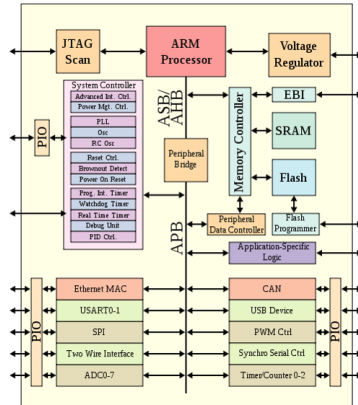 JTAG
Scan
ARM
Processor
Voltage
Regulator
System Controller
Advanced Int. Ctrl.
Power Mgt. Ctrl.
PLL
Osc
RC Osc
Reset Ctrl.
Brownout Detect
Power On Reset
Prog. Int. Timer
Watchdog Timer
Real Time Timer
Debug Unit
PID Ctrl.
PIO
ASB/
AHB
Peripheral
Bridge
APB
Memory Controller
EBI
SRAM
Flash
Peripheral
Data Controller
Flash
Programmer
Application-Specific
Logic
PIO
Ethernet MAC
USART0-1
SPI
Two Wire Interface
ADC0-7
CAN
USB Device
PWM Ctrl
Synchro Serial Ctrl
Timer/Counter 0-2
PIO